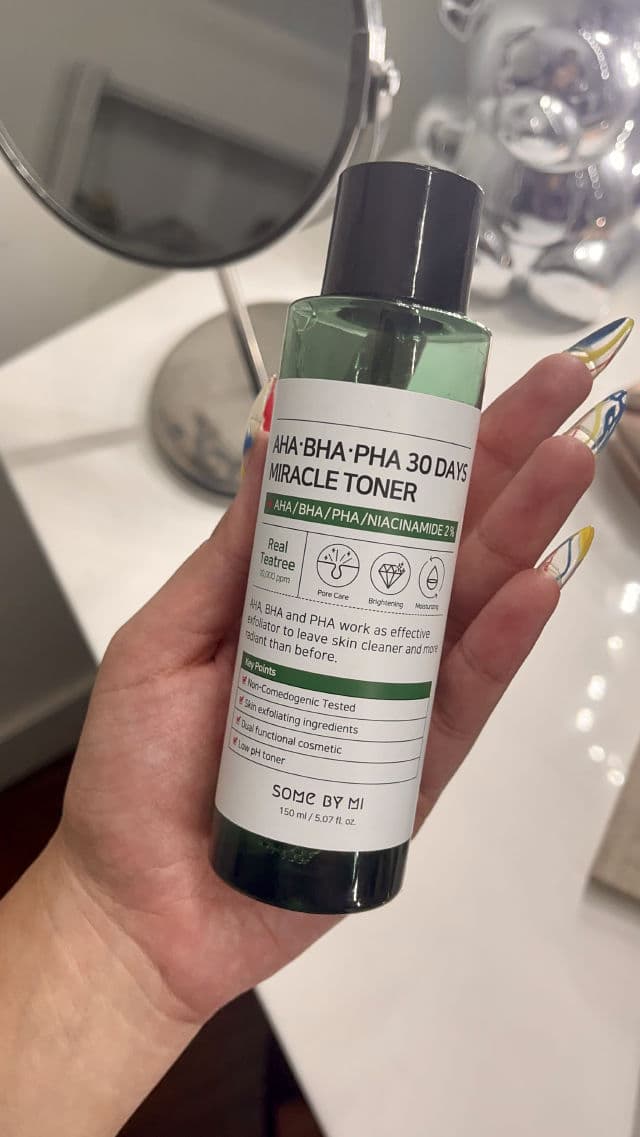 AHA·BHA·PHA 30 DAYS
MIRACLE TONER
AHA/BHA/PHA/NIACINAMIDE 2%
Real
Teatree
10,000 ppm
Pore Care
Brightening
Moisturizing
AHA, BHA and PHA work as effective
exfoliator to leave skin cleaner and more
radiant than before.
Key Points
Non-Comedogenic Tested
Skin exfoliating ingredients
Dual functional cosmetic
Low pH toner
SOME BY MI
150 ml / 5.07 fl. oz.